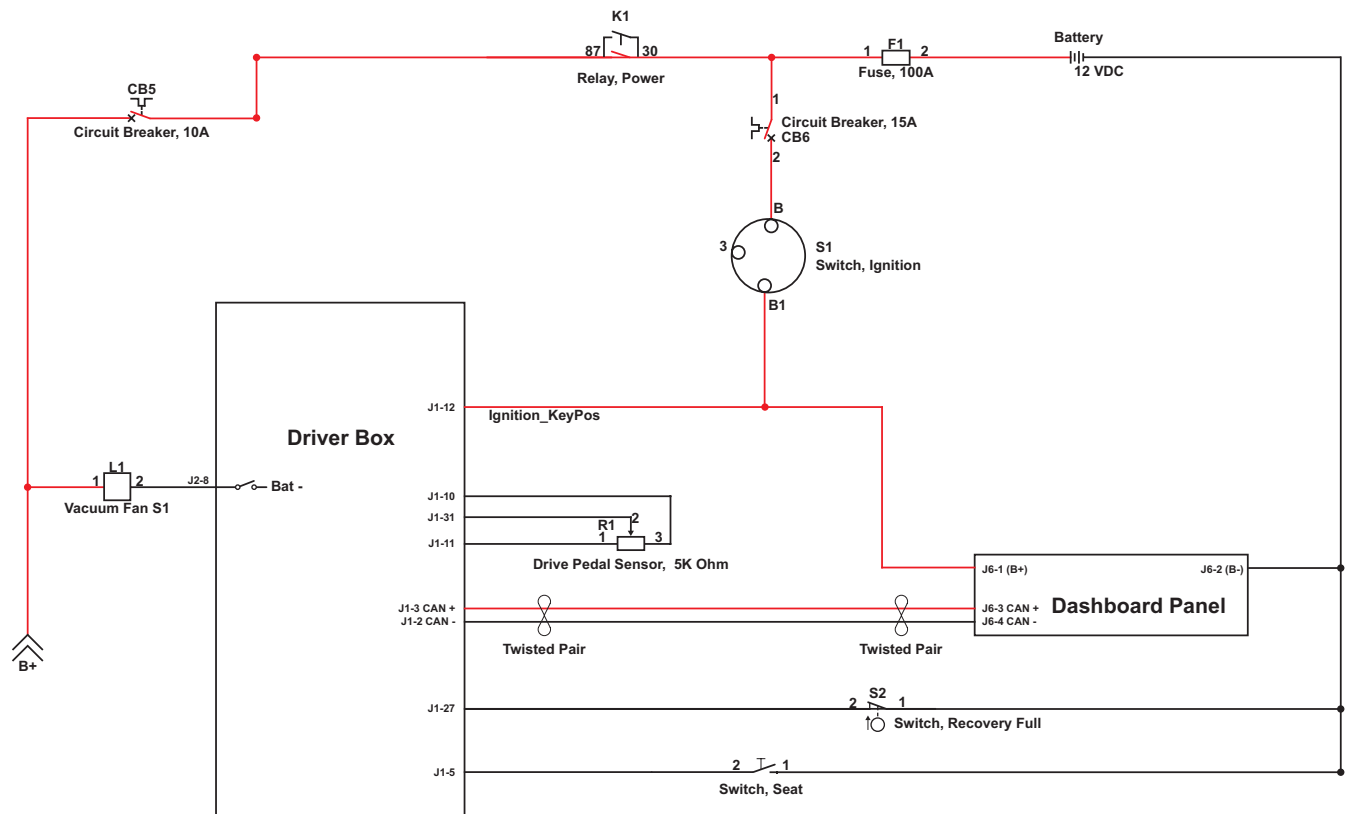 K1
87 30
Relay, Power
1 F1 2
Fuse, 100A
Battery
12 VDC
CB5
Circuit Breaker, 10A
1
Circuit Breaker, 15A
CB6
2
B
3
S1
Switch, Ignition
B1
Driver Box
J1-12
Ignition_KeyPos
1 L1 2
Vacuum Fan S1
J2-8
Bat -
J1-10
J1-31
J1-11
R1
1 2 3
Drive Pedal Sensor, 5K Ohm
J6-1 (B+)
J6-2 (B-)
Dashboard Panel
J1-3 CAN +
J1-2 CAN -
J6-3 CAN +
J6-4 CAN -
Twisted Pair
Twisted Pair
B+
J1-27
2 S2 1
Switch, Recovery Full
J1-5
2 1
Switch, Seat